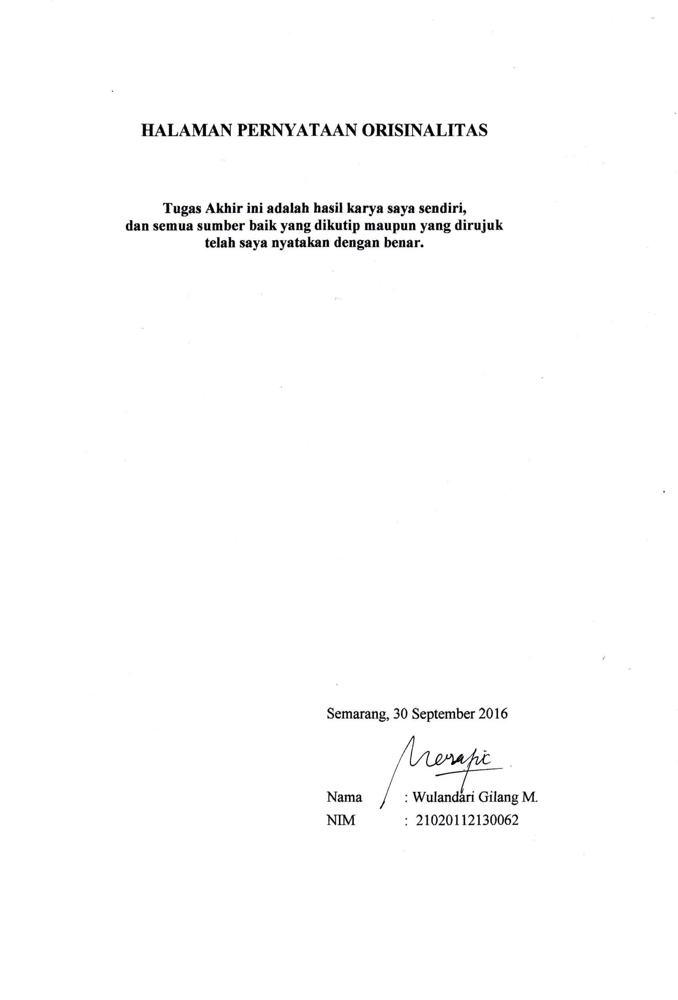 HALAMAN PERNYATAAN ORISINALITAS
Tugas Akhir ini adalah hasil karya saya sendiri,
dan semua sumber baik yang dikutip maupun yang dirujuk
telah saya nyatakan dengan benar.
Semarang, 30 September 2016
Nama : Wulandari Gilang M.
NIM : 21020112130062